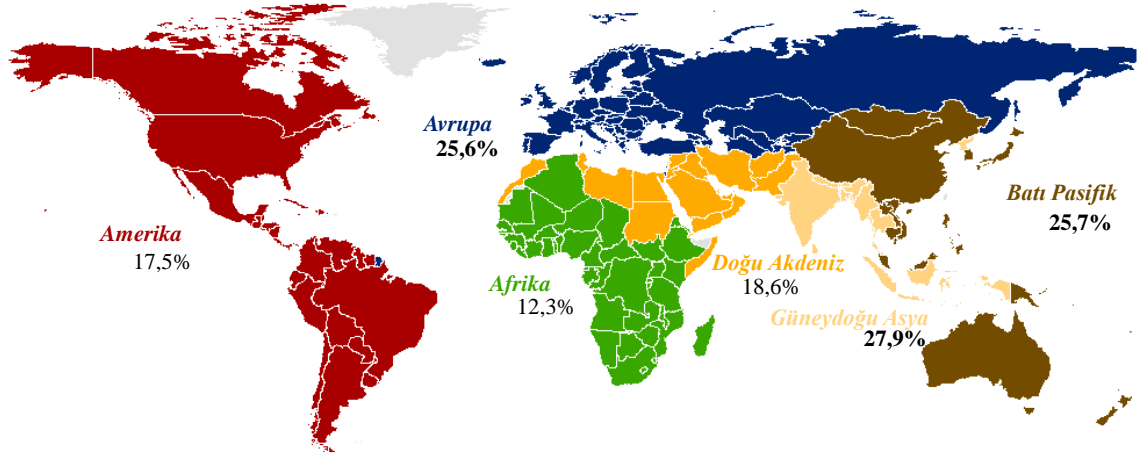 Avrupa
25,6%
Batı Pasifik
25,7%
Amerika
17,5%
Doğu Akdeniz
18,6%
Afrika
12,3%
Güneydoğu Asya
27,9%